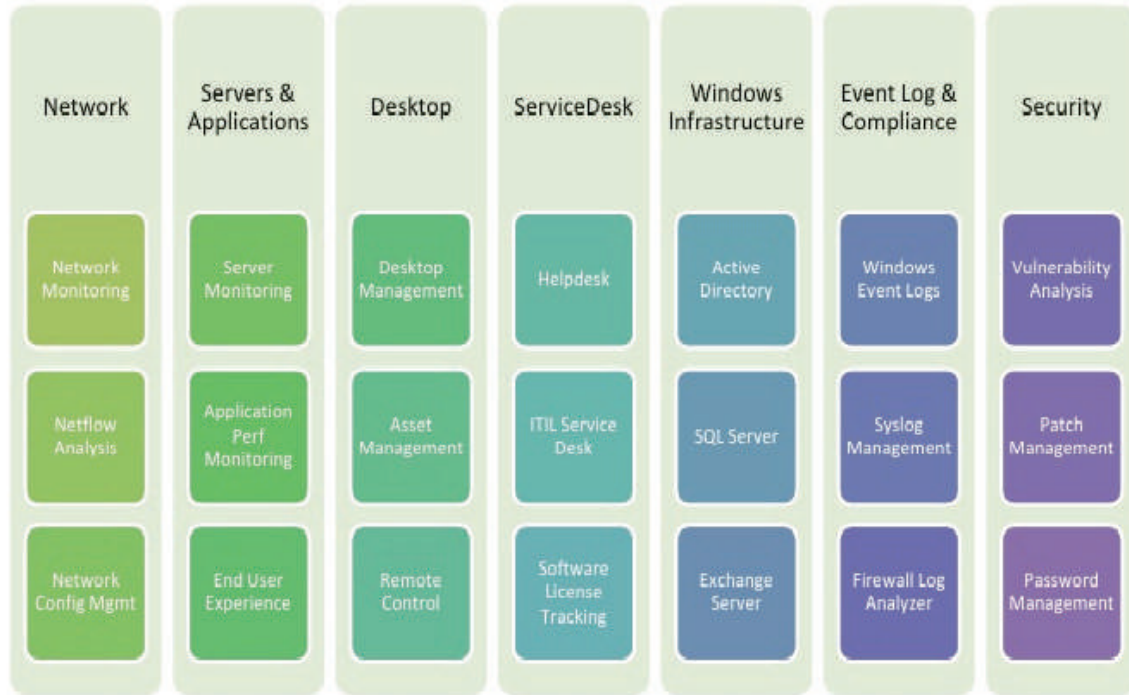 Network
Servers &
Applications
Desktop
ServiceDesk
Windows
Infrastructure
Event Log &
Compliance
Security
Network
Monitoring
Server
Monitoring
Desktop
Management
Helpdesk
Active
Directory
Windows
Event Logs
Vulnerability
Analysis
Netflow
Analysis
Application
Perf
Monitoring
Asset
Management
ITIL Service
Desk
SQL Server
Syslog
Management
Patch
Management
Network
Config Mgmt
End User
Experience
Remote
Control
Software
License
Tracking
Exchange
Server
Firewall Log
Analyzer
Password
Management